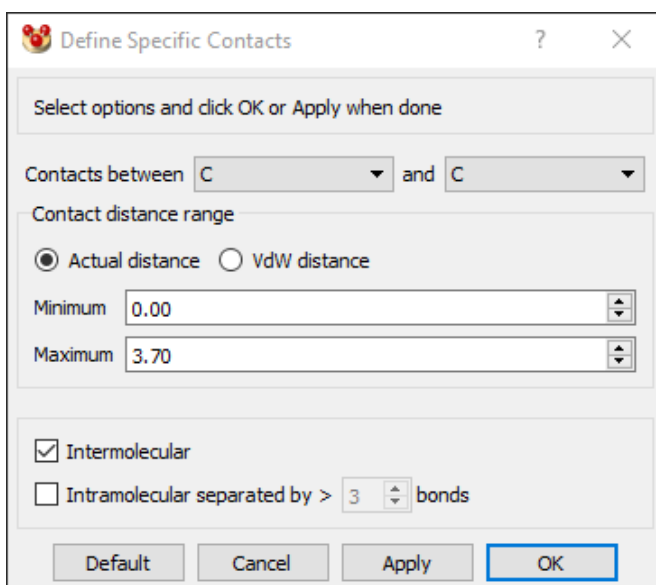 Define Specific Contacts ?
Select options and click OK or Apply when done
Contacts between C and C
Contact distance range
Actual distance VdW distance
Minimum 0.00
Maximum 3.70
Intermolecular
Intramolecular separated by > 3 bonds
Default Cancel Apply OK